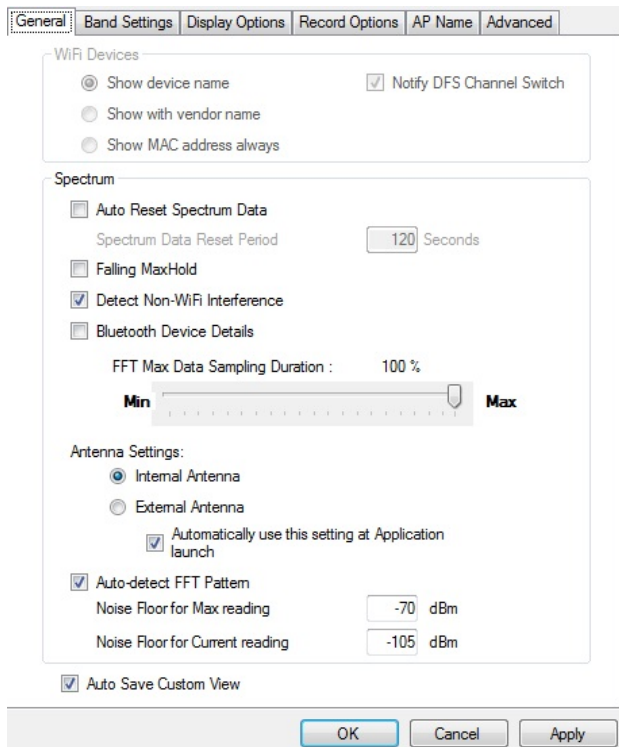 General Band Settings Display Options Record Options AP Name Advanced
WiFi Devices
Show device name Notify DFS Channel Switch
Show with vendor name
Show MAC address always
Spectrum
Auto Reset Spectrum Data
Spectrum Data Reset Period 120 Seconds
Falling MaxHold
Detect Non-WiFi Interference
Bluetooth Device Details
FFT Max Data Sampling Duration : 100 %
Min Max
Antenna Settings:
Internal Antenna
External Antenna
Automatically use this setting at Application
launch
Auto-detect FFT Pattern
Noise Floor for Max reading -70 dBm
Noise Floor for Current reading -105 dBm
Auto Save Custom View
OK Cancel Apply